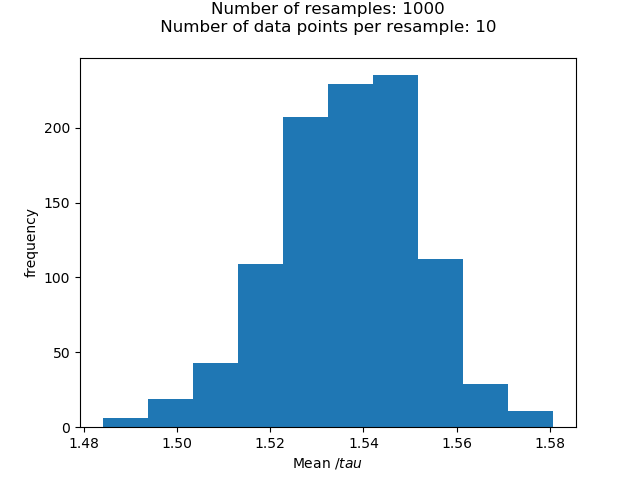 Number of resamples: 1000
Number of data points per resample: 10
200
150
100
50
0
frequency
1.48 1.50 1.52 1.54 1.56 1.58
Mean /tau